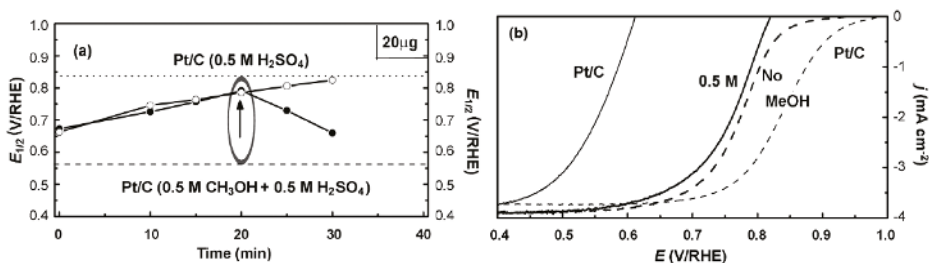 (a)
20μg
Pt/C (0.5 M H₂SO₄)
Pt/C (0.5 M CH₃OH + 0.5 M H₂SO₄)
E₁/₂ (V/RHE)
1.0
0.9
0.8
0.7
0.6
0.5
0.4
E₁/₂ (V/RHE)
1.0
0.9
0.8
0.7
0.6
0.5
0.4
0 10 20 30 40
Time (min)
(b)
Pt/C
0.5 M
No
MeOH
Pt/C
0
-1
-2
-3
-4
j (mA cm⁻²)
0.4 0.5 0.6 0.7 0.8 0.9 1.0
E (V/RHE)